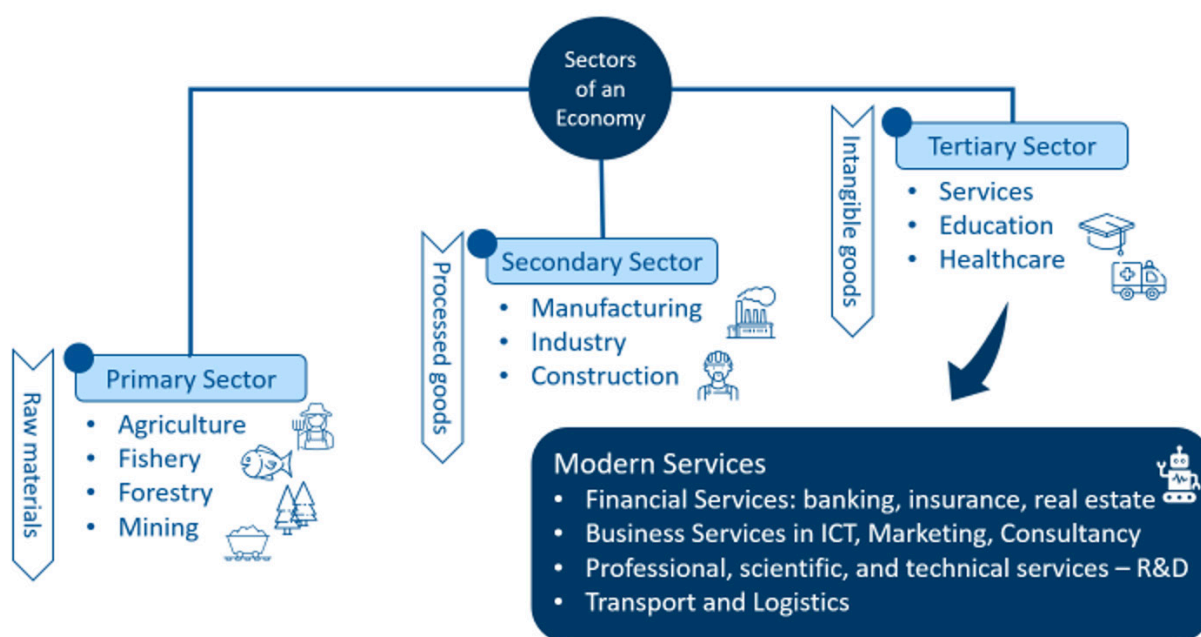 Sectors
of an
Economy
Raw materials
Primary Sector
• Agriculture
• Fishery
• Forestry
• Mining
Processed goods
Secondary Sector
• Manufacturing
• Industry
• Construction
Intangible goods
Tertiary Sector
• Services
• Education
• Healthcare
Modern Services
• Financial Services: banking, insurance, real estate
• Business Services in ICT, Marketing, Consultancy
• Professional, scientific, and technical services – R&D
• Transport and Logistics